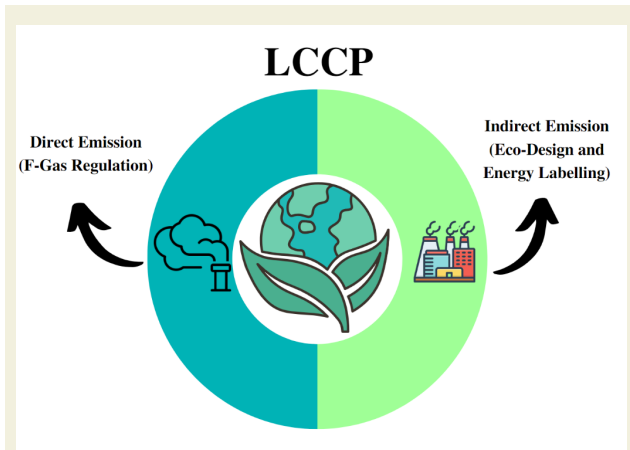 LCCP
Direct Emission
(F-Gas Regulation)
Indirect Emission
(Eco-Design and
Energy Labelling)